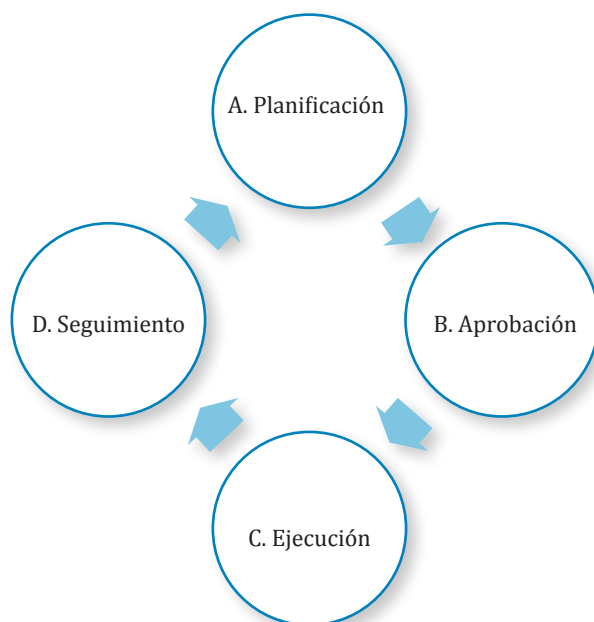 A. Planificación
B. Aprobación
C. Ejecución
D. Seguimiento